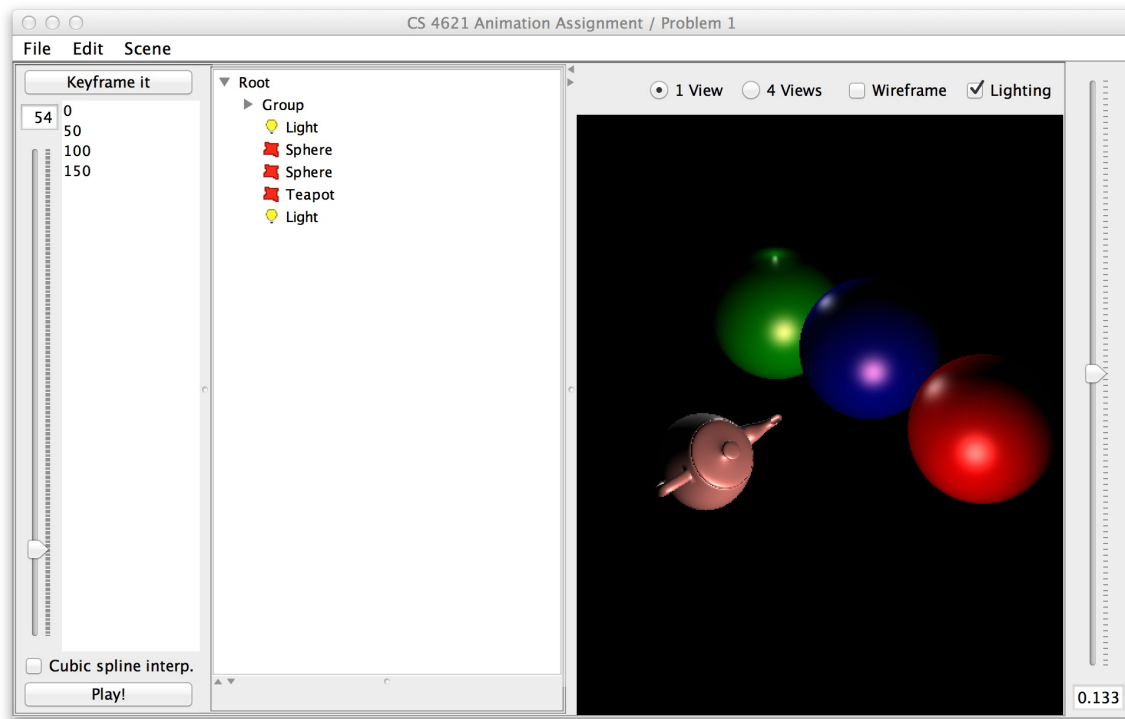 CS 4621 Animation Assignment / Problem 1
File Edit Scene
Keyframe it
54
0
50
100
150
Cubic spline interp.
Play!
Root
Group
Light
Sphere
Sphere
Teapot
Light
1 View 4 Views Wireframe Lighting
0.133